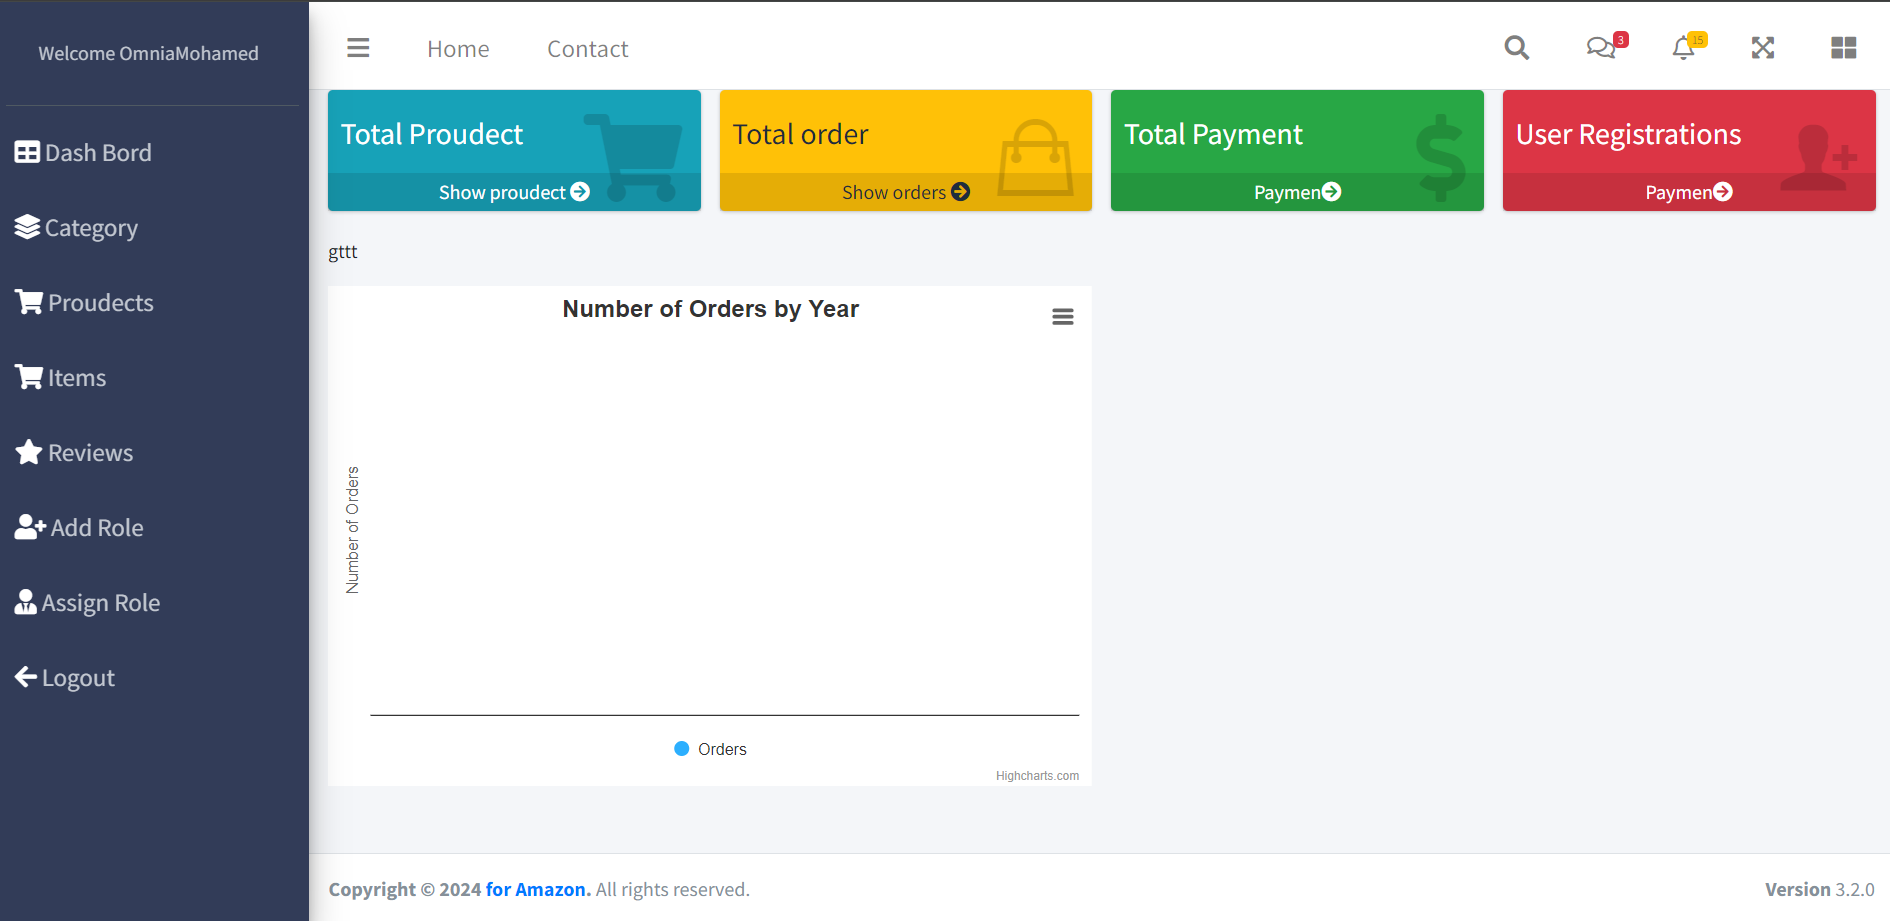 Welcome OmniaMohamed
Dash Bord
Category
Proudects
Items
Reviews
Add Role
Assign Role
Logout
Home
Contact
3
15
Total Proudect
Show proudect
Total order
Show orders
Total Payment
Paymen
User Registrations
Paymen
gttt
Number of Orders by Year
Number of Orders
Orders
Highcharts.com
Copyright © 2024 for Amazon. All rights reserved.
Version 3.2.0